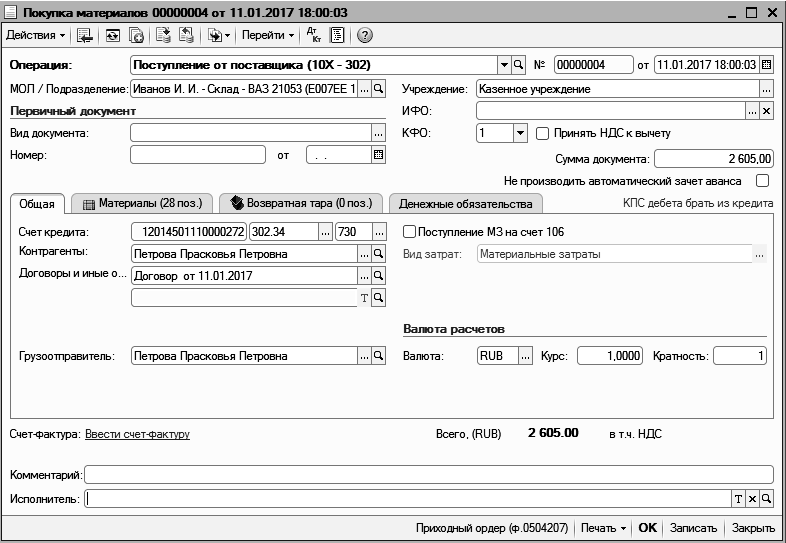 Покупка материалов 00000004 от 11.01.2017 18:00:03
Действия Перейти Дт Кт
Операция: Поступление от поставщика (10X - 302) № 00000004 от 11.01.2017 18:00:03
МОЛ / Подразделение: Иванов И. И. - Склад - ВАЗ 21053 (Е007ЕЕ 1 ... Учреждение: Казенное учреждение ...
Первичный документ ИФО: ... ×
Вид документа: ... КФО: 1 Принять НДС к вычету
Номер: от . . Сумма документа: 2 605,00
Не производить автоматический зачет аванса
Общая Материалы (28 поз.) Возвратная тара (0 поз.) Денежные обязательства КПС дебета брать из кредита
Счет кредита: 12014501110000272 302.34 ... 730 ... Поступление МЗ на счет 106
Контрагенты: Петрова Прасковья Петровна ... Вид затрат: Материальные затраты ...
Договоры и иные о... Договор от 11.01.2017 ...
T
Валюта расчетов
Грузоотправитель: Петрова Прасковья Петровна ... Валюта: RUB ... Курс: 1,0000 Кратность: 1
Счет-фактура: Ввести счет-фактуру Всего, (RUB) 2 605.00 в т.ч. НДС
Комментарий:
Исполнитель: T ×
Приходный ордер (ф.0504207) Печать OK Записать Закрыть